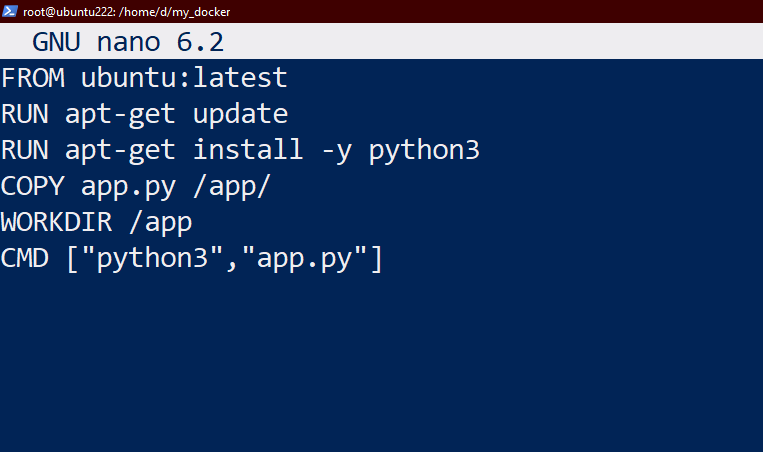 root@ubuntu222: /home/d/my_docker
GNU nano 6.2
FROM ubuntu:latest
RUN apt-get update
RUN apt-get install -y python3
COPY app.py /app/
WORKDIR /app
CMD ["python3","app.py"]